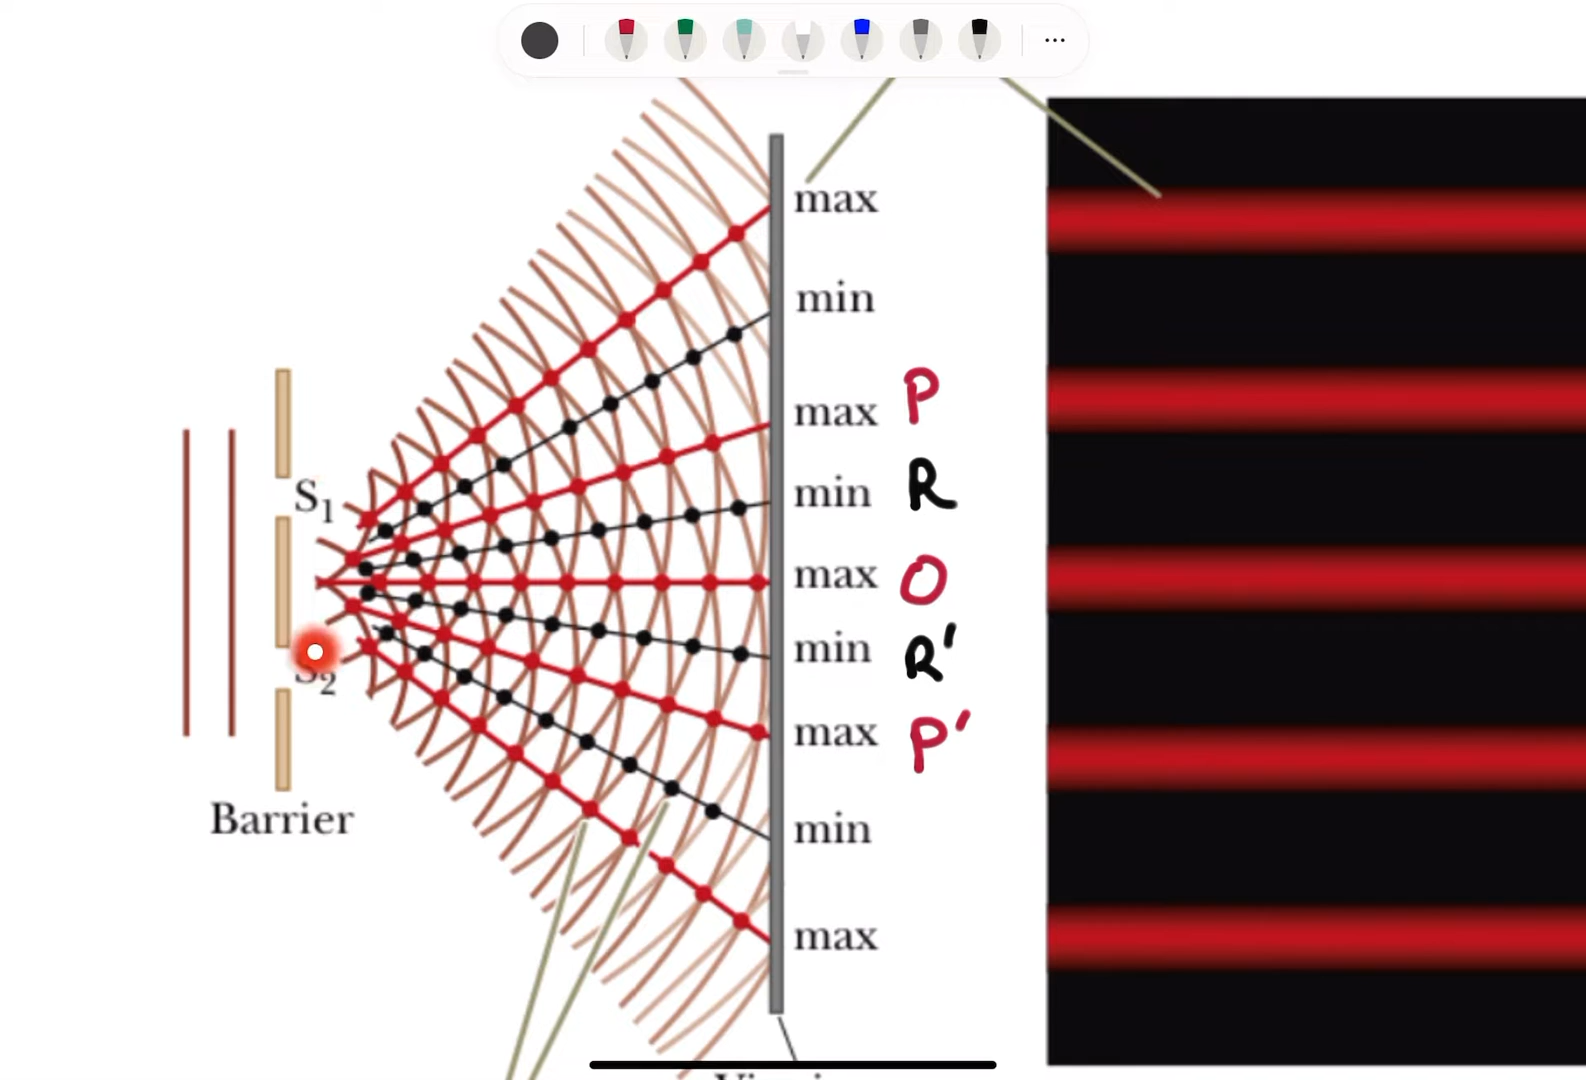 max
min
max P
min R
S1
max O
min R'
S2
max P'
Barrier
min
max